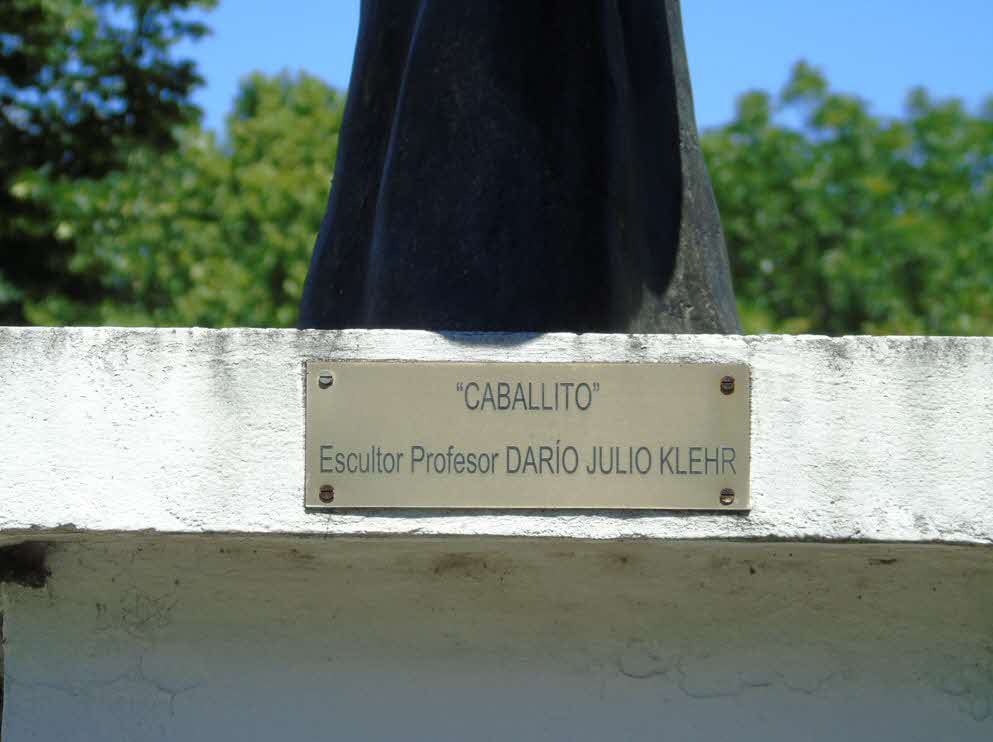 “CABALLITO”
Escultor Profesor DARÍO JULIO KLEHR